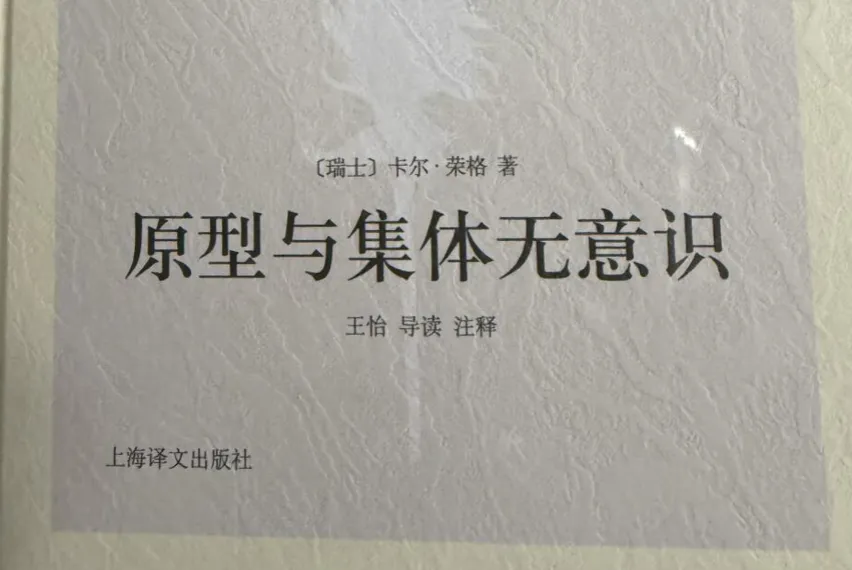 〔瑞士〕卡尔·荣格 著
原型与集体无意识
王怡 导读 注释
上海译文出版社